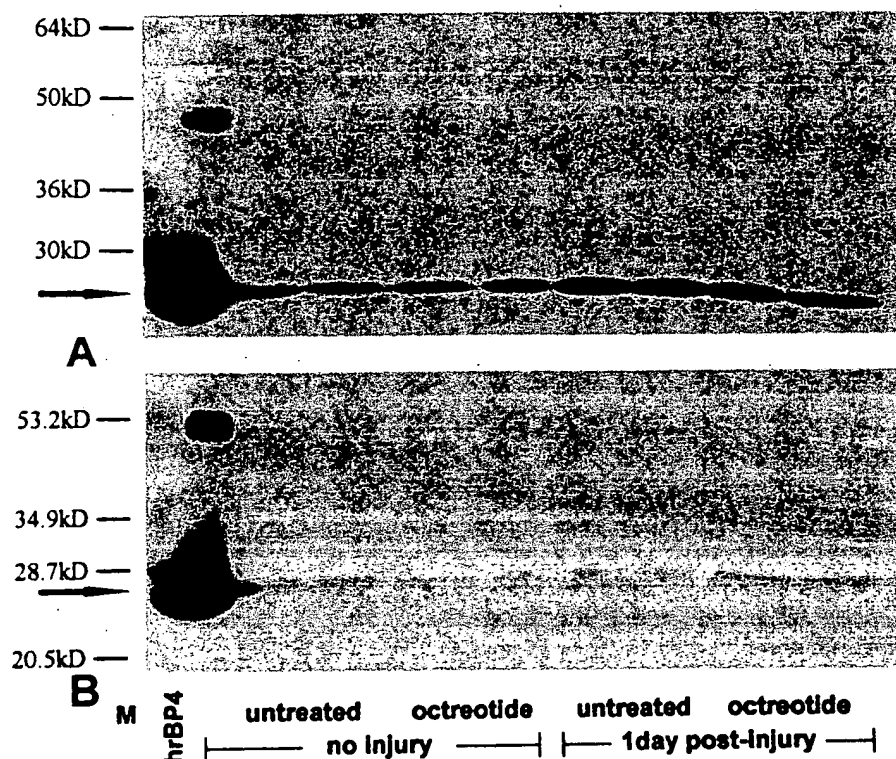 64kD
50kD
36kD
30kD
A
53.2kD
34.9kD
28.7kD
20.5kD
B
M
hrBP4
untreated octreotide untreated octreotide
no injury 1day post-injury